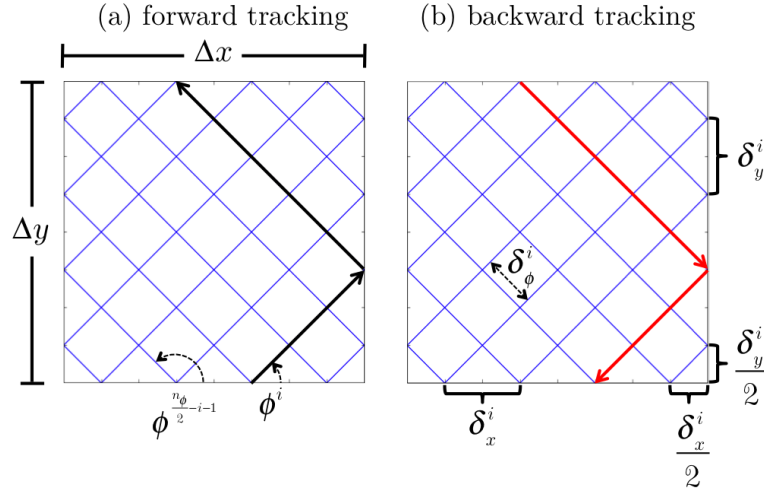 (a) forward tracking
(b) backward tracking
Δx
Δy
δ_y^i
δ_ϕ^i
δ_y^i/2
ϕ^{n_ϕ/2-i-1}
ϕ^i
δ_x^i
δ_x^i/2